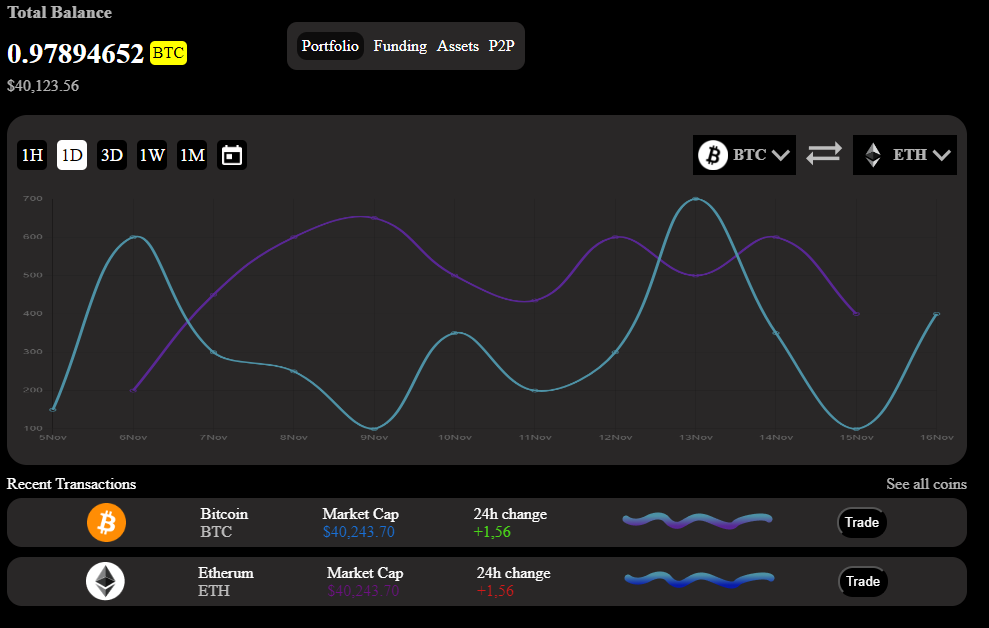 Total Balance
0.97894652 BTC
$40,123.56
Portfolio Funding Assets P2P
1H 1D 3D 1W 1M
BTC ETH
700
600
500
400
300
200
100
5Nov 6Nov 7Nov 8Nov 9Nov 10Nov 11Nov 12Nov 13Nov 14Nov 15Nov 16Nov
Recent Transactions See all coins
Bitcoin Market Cap 24h change
BTC $40,243.70 +1,56
Trade
Etherum Market Cap 24h change
ETH $40,243.70 +1,56
Trade